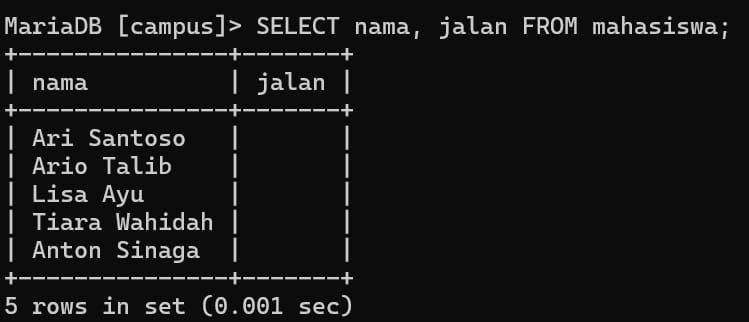 MariaDB [campus]> SELECT nama, jalan FROM mahasiswa;
+---------------+-------+
| nama          | jalan |
+---------------+-------+
| Ari Santoso   |       |
| Ario Talib    |       |
| Lisa Ayu      |       |
| Tiara Wahidah |       |
| Anton Sinaga  |       |
+---------------+-------+
5 rows in set (0.001 sec)